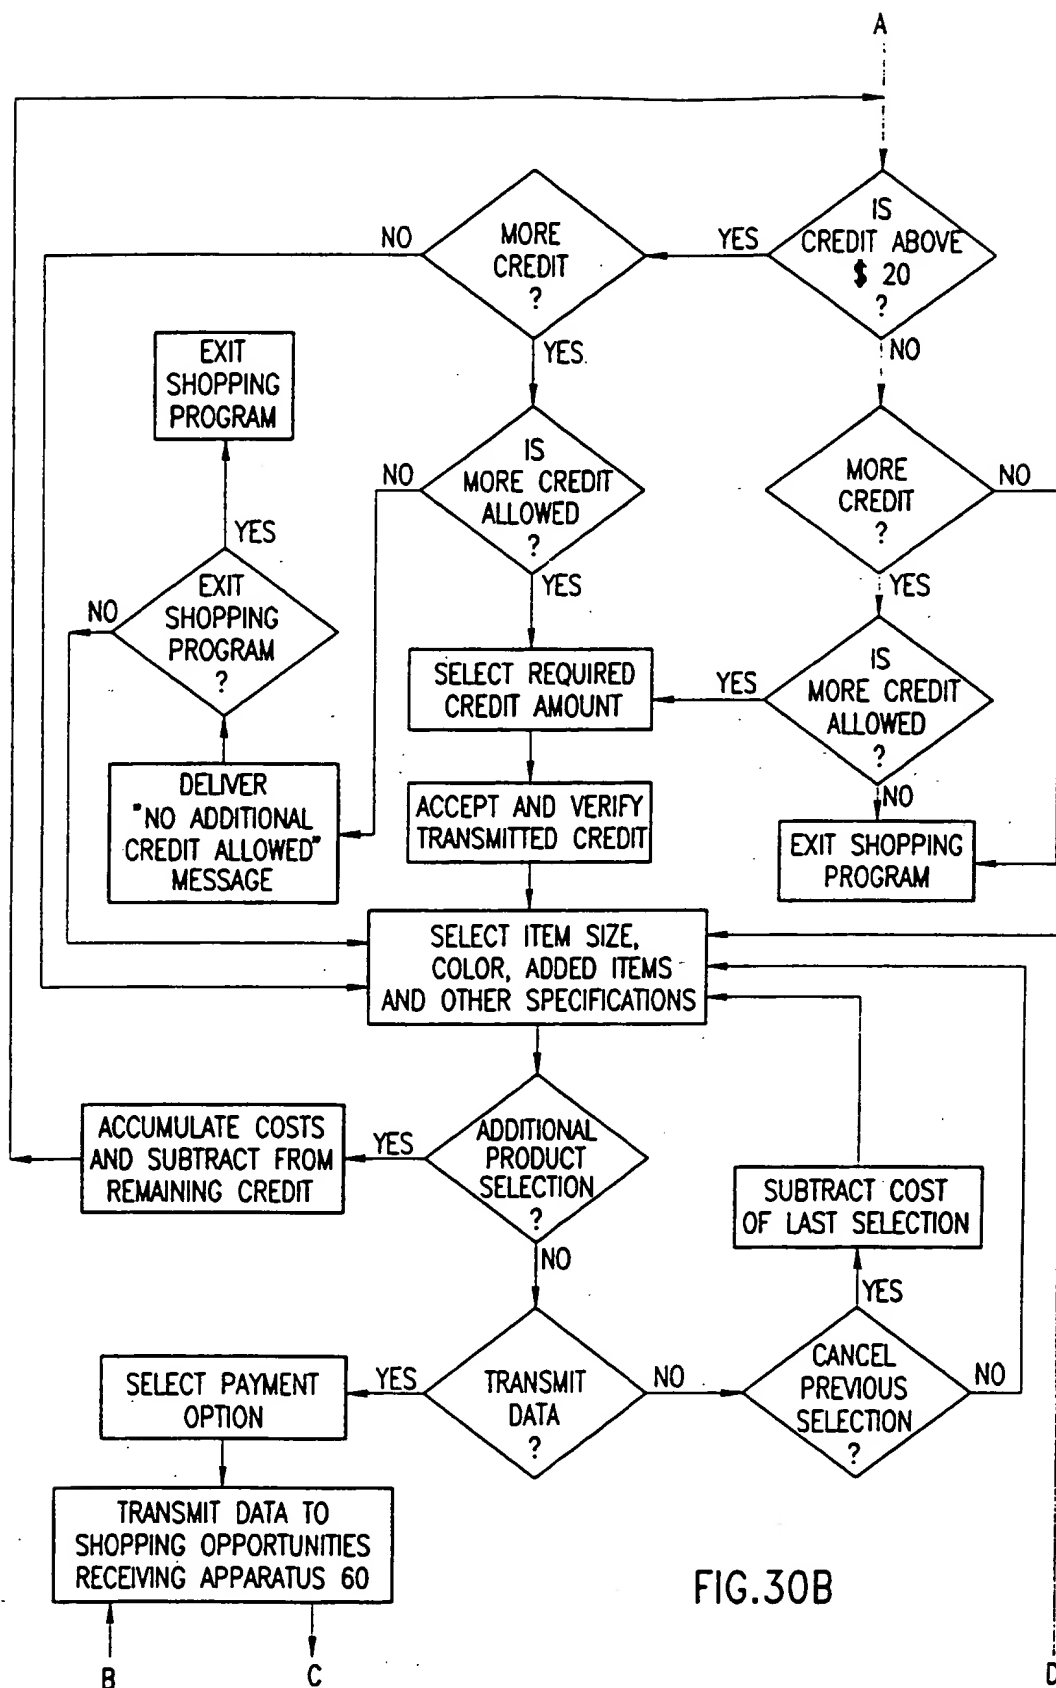 A
IS
CREDIT ABOVE
$ 20
?
YES
NO
MORE
CREDIT
?
NO
YES
EXIT
SHOPPING
PROGRAM
IS
MORE CREDIT
ALLOWED
?
NO
YES
MORE
CREDIT
?
NO
YES
YES
EXIT
SHOPPING
PROGRAM
?
NO
SELECT REQUIRED
CREDIT AMOUNT
YES
IS
MORE CREDIT
ALLOWED
?
NO
DELIVER
"NO ADDITIONAL
CREDIT ALLOWED"
MESSAGE
ACCEPT AND VERIFY
TRANSMITTED CREDIT
EXIT SHOPPING
PROGRAM
SELECT ITEM SIZE,
COLOR, ADDED ITEMS
AND OTHER SPECIFICATIONS
ACCUMULATE COSTS
AND SUBTRACT FROM
REMAINING CREDIT
YES
ADDITIONAL
PRODUCT
SELECTION
?
NO
SUBTRACT COST
OF LAST SELECTION
YES
SELECT PAYMENT
OPTION
YES
TRANSMIT
DATA
?
NO
CANCEL
PREVIOUS
SELECTION
?
NO
TRANSMIT DATA TO
SHOPPING OPPORTUNITIES
RECEIVING APPARATUS 60
FIG.30B
B
C
D